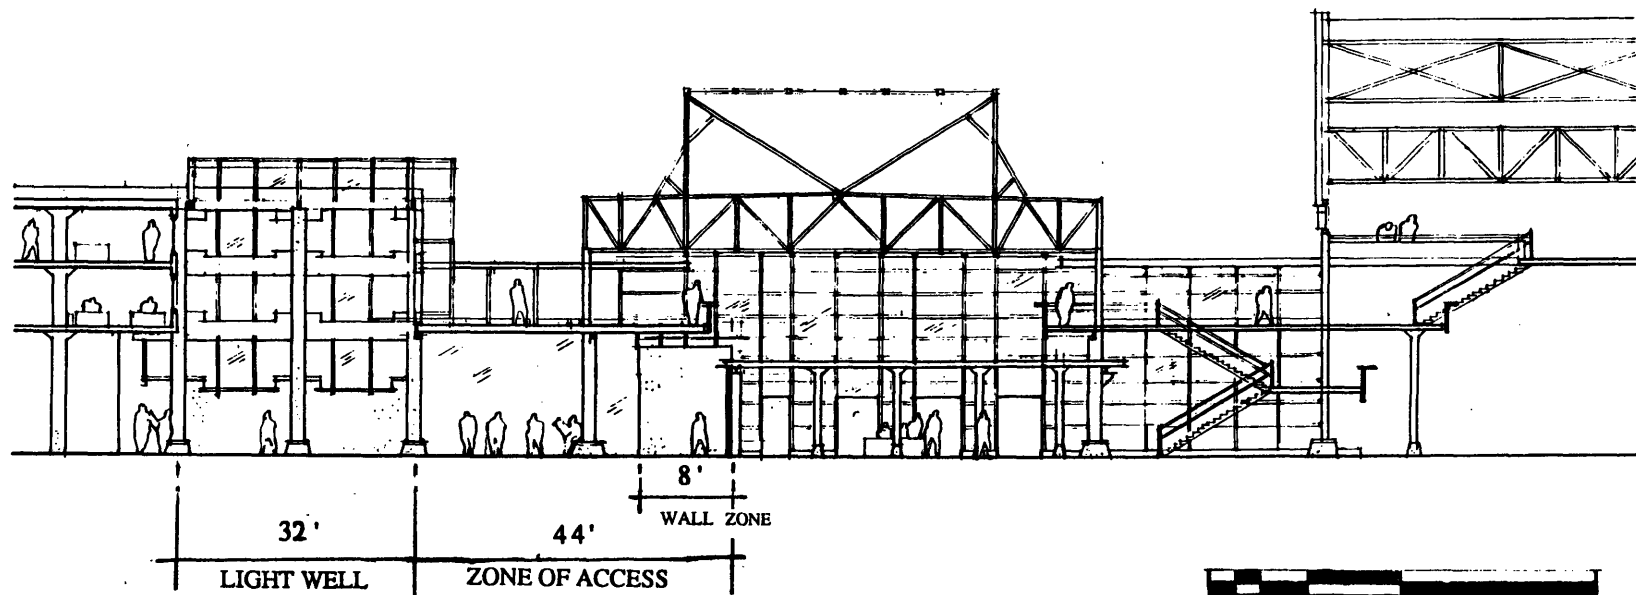 8'
WALL ZONE
32' 44'
LIGHT WELL ZONE OF ACCESS